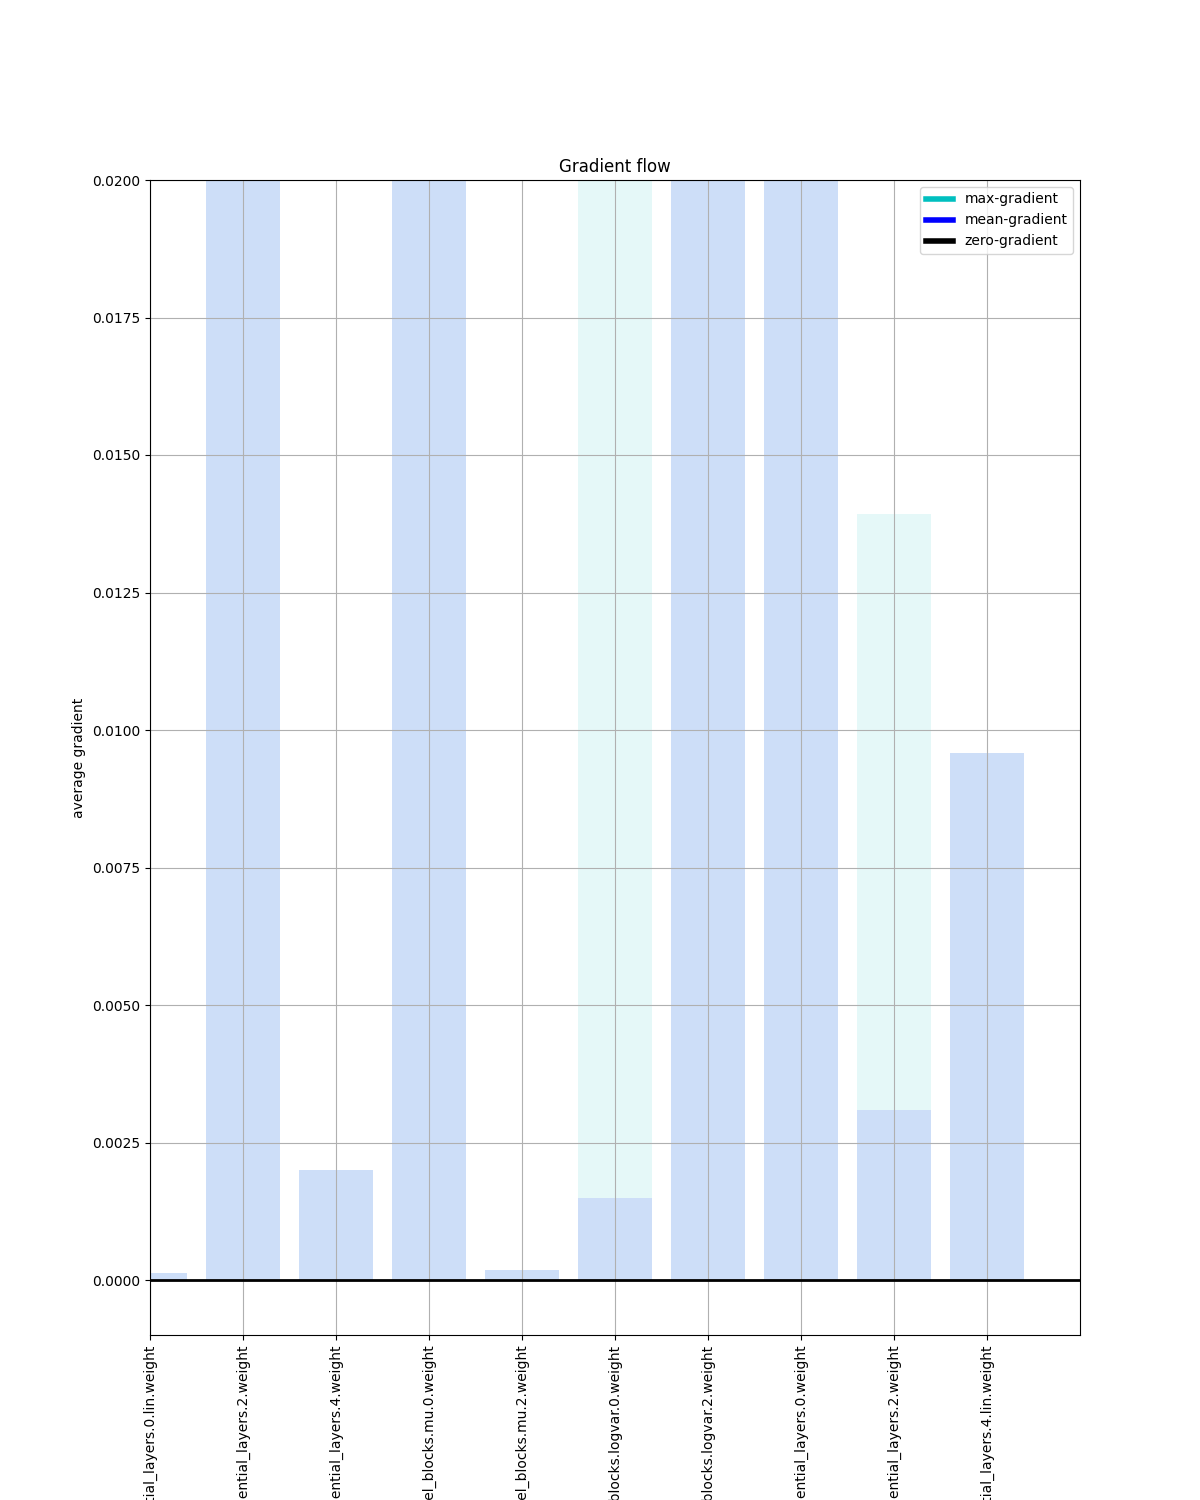 Gradient flow
max-gradient
mean-gradient
zero-gradient
0.0200
0.0175
0.0150
0.0125
0.0100
0.0075
0.0050
0.0025
0.0000
average gradient
tial_layers.0.lin.weight
ential_layers.2.weight
ential_layers.4.weight
el_blocks.mu.0.weight
el_blocks.mu.2.weight
blocks.logvar.0.weight
blocks.logvar.2.weight
ential_layers.0.weight
ential_layers.2.weight
tial_layers.4.lin.weight